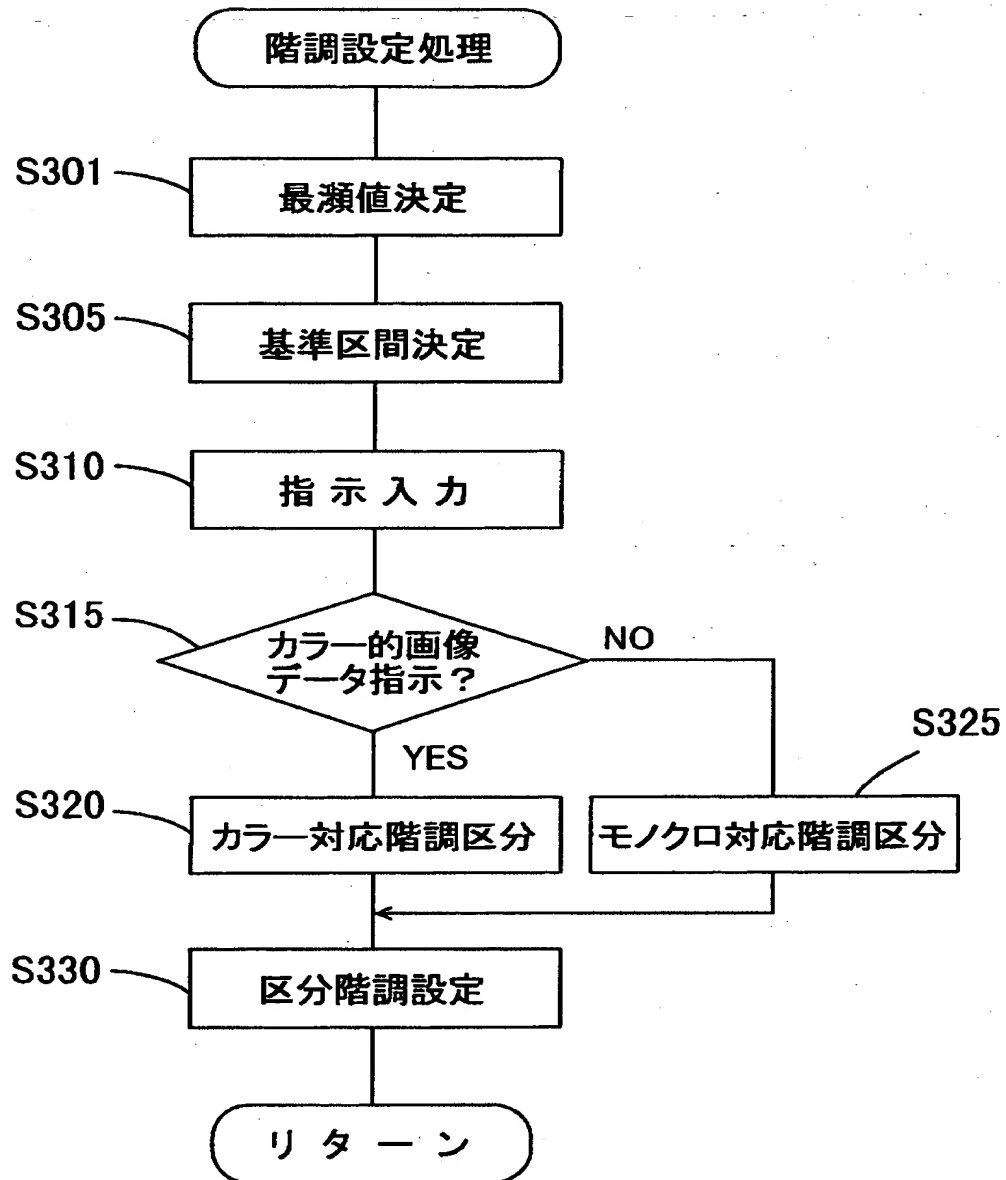 階調設定処理
S301
最瀕値決定
S305
基準区間決定
S310
指示入力
S315
カラー的画像
データ指示？
NO
YES
S325
S320
カラー対応階調区分
モノクロ対応階調区分
S330
区分階調設定
リターン